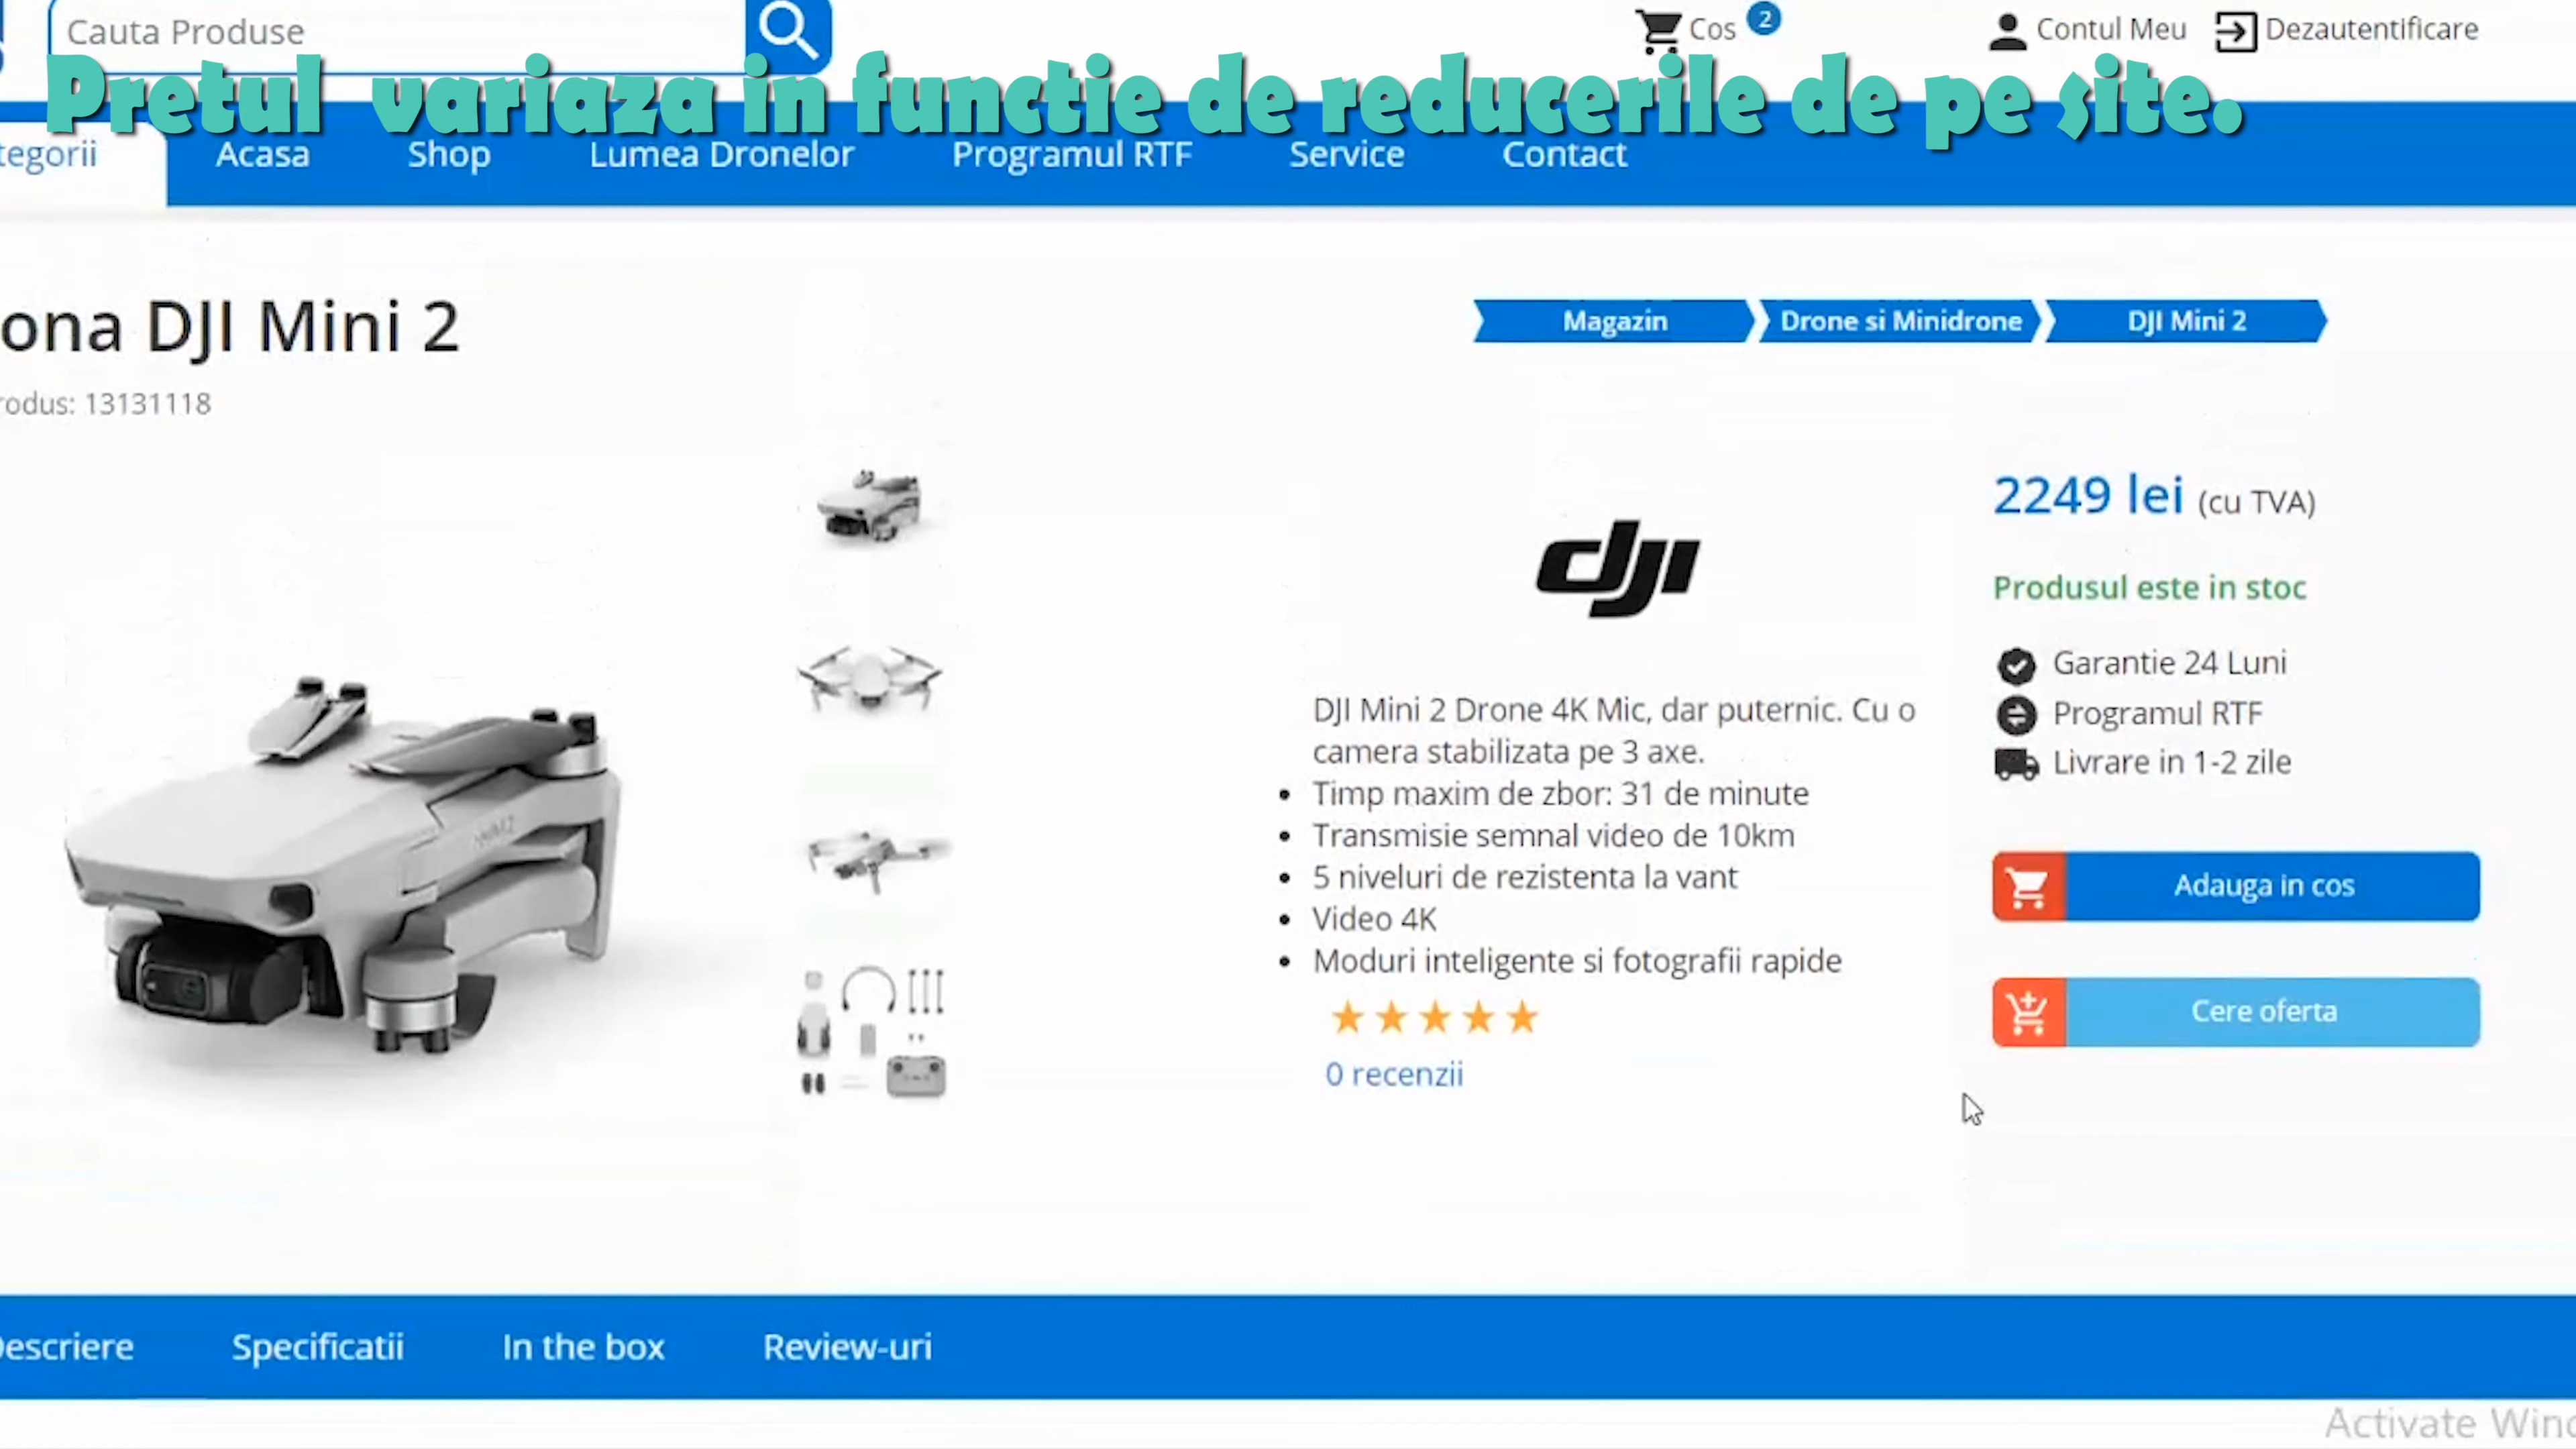 Cauta Produse
Cos 2
Contul Meu
Dezautentificare
Pretul variaza in functie de reducerile de pe site.
tegorii
Acasa
Shop
Lumea Dronelor
Programul RTF
Service
Contact
ona DJI Mini 2
Magazin
Drone si Minidrone
DJI Mini 2
rodus: 13131118
dji
2249 lei (cu TVA)
Produsul este in stoc
Garantie 24 Luni
Programul RTF
Livrare in 1-2 zile
DJI Mini 2 Drone 4K Mic, dar puternic. Cu o
camera stabilizata pe 3 axe.
Timp maxim de zbor: 31 de minute
Transmisie semnal video de 10km
5 niveluri de rezistenta la vant
Video 4K
Moduri inteligente si fotografii rapide
0 recenzii
Adauga in cos
Cere oferta
escriere
Specificatii
In the box
Review-uri
Activate Win